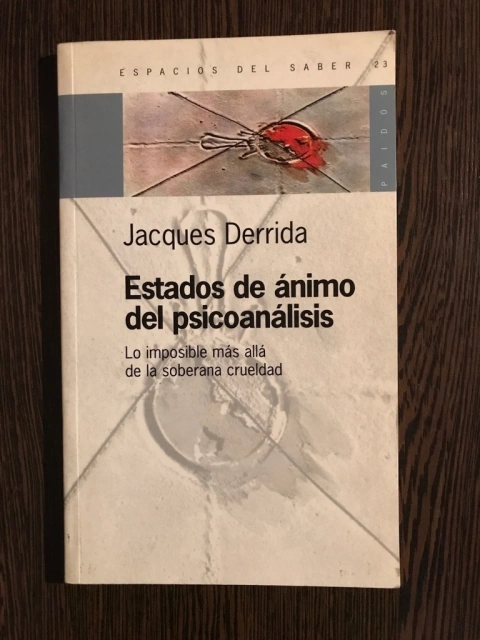 ESPACIOS DEL SABER 23
PAIDÓS
Jacques Derrida
Estados de ánimo
del psicoanálisis
Lo imposible más allá
de la soberana crueldad